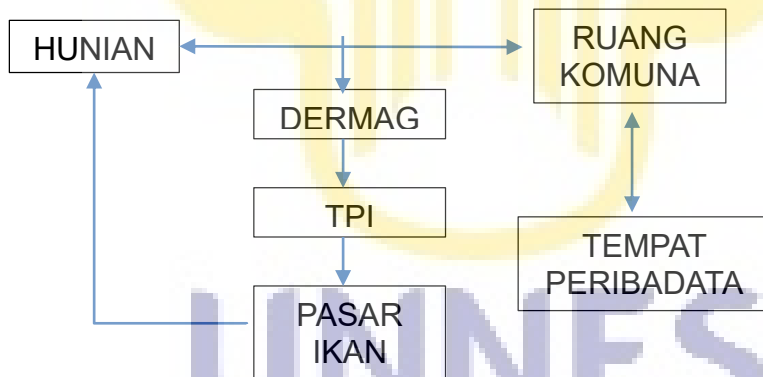 HUNIAN
RUANG
KOMUNA
DERMAG
TPI
TEMPAT
PERIBADATA
PASAR
IKAN
UNNES